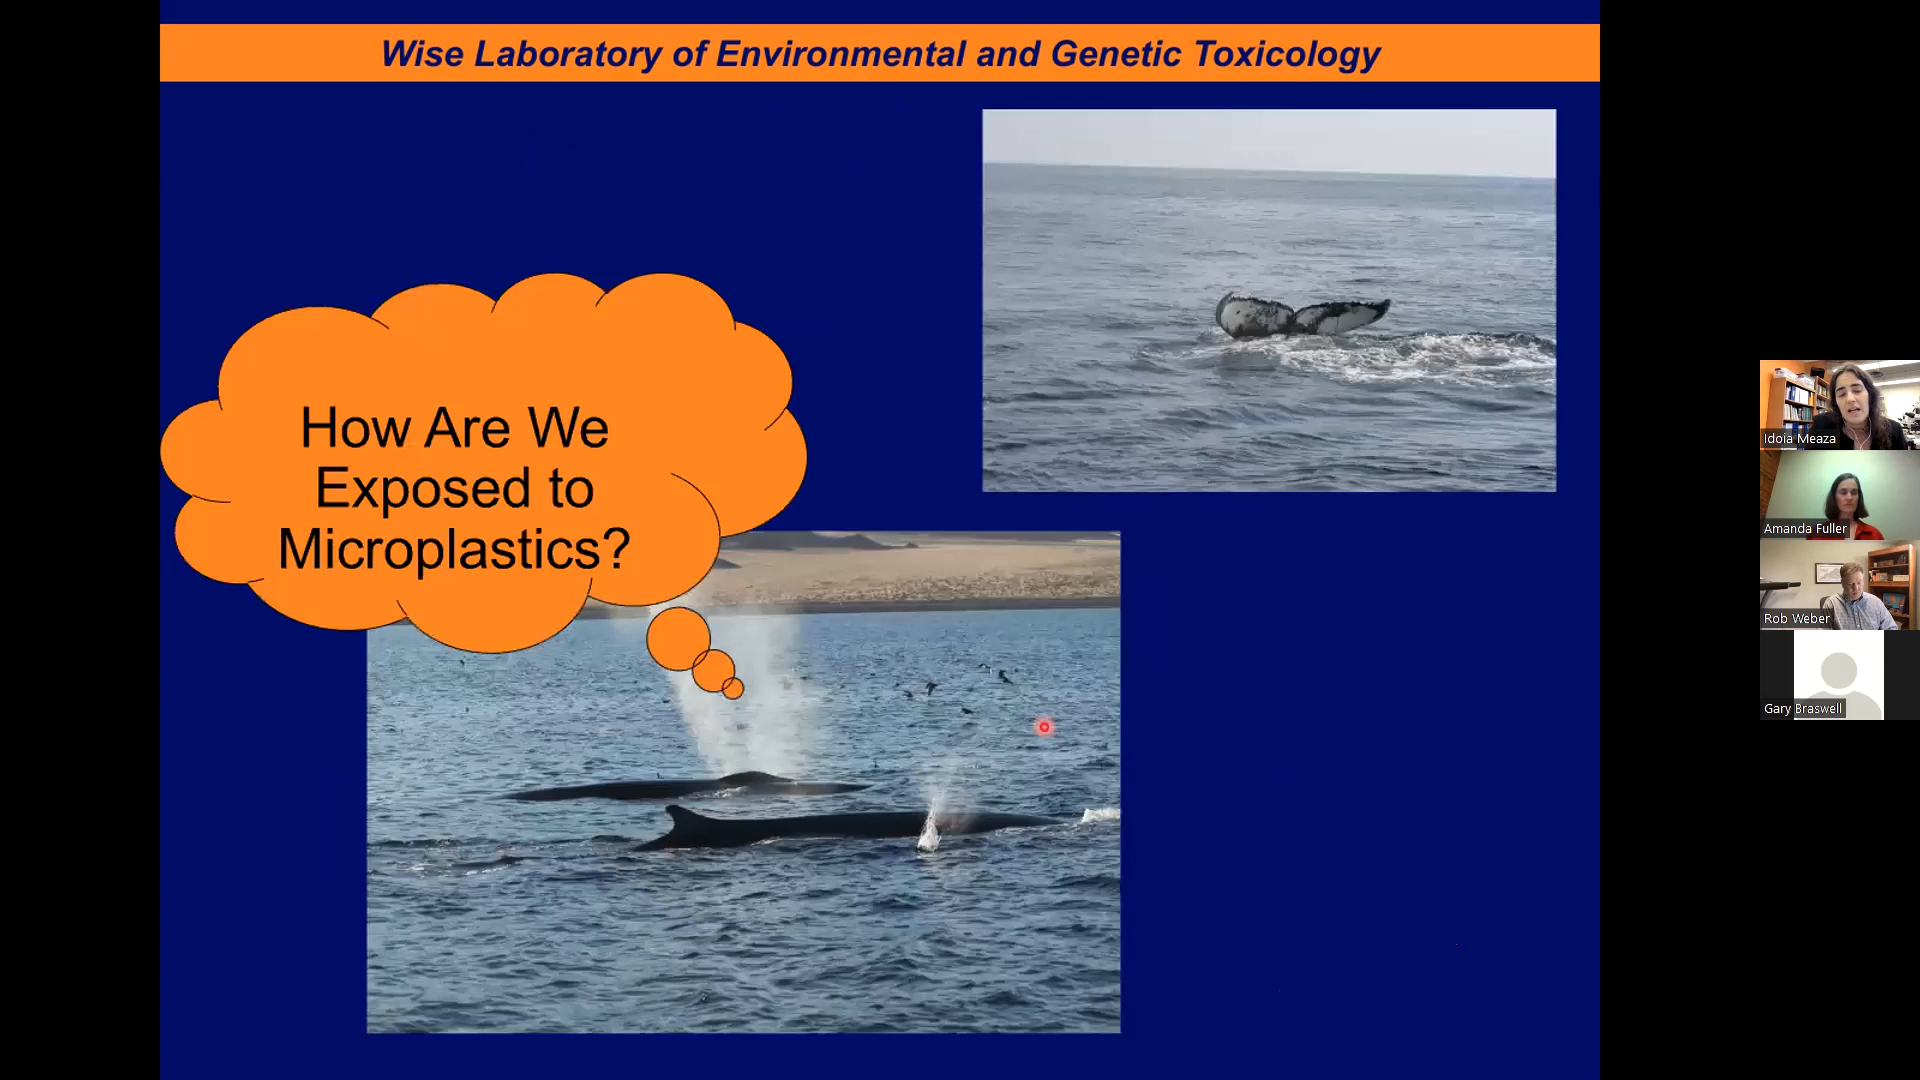 Wise Laboratory of Environmental and Genetic Toxicology
How Are We
Exposed to
Microplastics?
Idoia Meaza
Amanda Fuller
Rob Weber
Gary Braswell